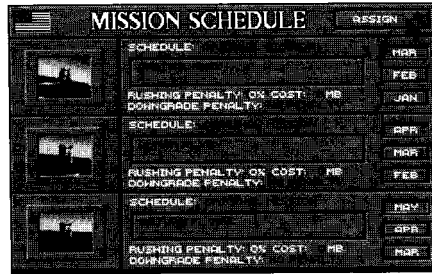 MISSION SCHEDULE ASSIGN
SCHEDULE:
MAR
FEB
RUSHING PENALTY: 0% COST: MB JAN
DOWNGRADE PENALTY:
SCHEDULE:
APR
MAR
RUSHING PENALTY: 0% COST: MB FEB
DOWNGRADE PENALTY:
SCHEDULE:
MAY
APR
RUSHING PENALTY: 0% COST: MB MAR
DOWNGRADE PENALTY: